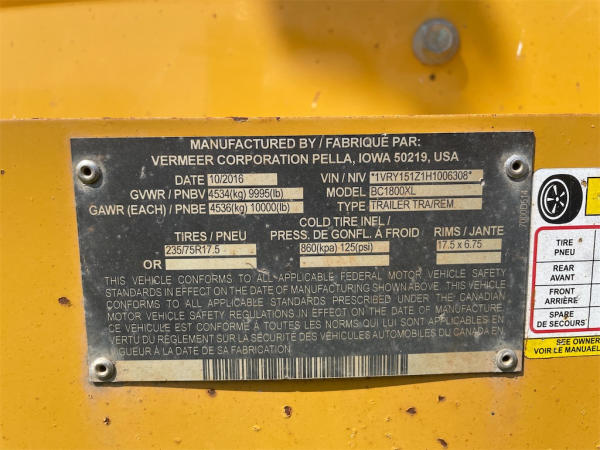 MANUFACTURED BY / FABRIQUÉ PAR:
VERMEER CORPORATION PELLA, IOWA 50219, USA
DATE 10/2016 VIN / NIV *1VRY151Z1H1006308*
GVWR / PNBV 4534(kg) 9995(lb) MODEL BC1800XL
GAWR (EACH) / PNBE 4536(kg) 10000(lb) TYPE TRAILER TRA/REM
COLD TIRE INFL /
TIRES / PNEU PRESS. DE GONFL. À FROID RIMS / JANTE
235/75R17.5 860(kpa) 125(psi) 17.5 x 6.75
OR
THIS VEHICLE CONFORMS TO ALL APPLICABLE FEDERAL MOTOR VEHICLE SAFETY
STANDARDS IN EFFECT ON THE DATE OF MANUFACTURING SHOWN ABOVE. THIS VEHICLE
CONFORMS TO ALL APPLICABLE STANDARDS PRESCRIBED UNDER THE CANADIAN
MOTOR VEHICLE SAFETY REGULATIONS IN EFFECT ON THE DATE OF MANUFACTURE.
CE VÉHICULE EST CONFORME À TOUTES LES NORMES QUI LUI SONT APPLICABLES EN
VERTU DU RÈGLEMENT SUR LA SÉCURITÉ DES VÉHICULES AUTOMOBILES DU CANADA EN
VIGUEUR À LA DATE DE SA FABRICATION.
TIRE
PNEU
REAR
AVANT
FRONT
ARRIÈRE
SPARE
DE SECOURS
SEE OWNER
VOIR LE MANUAEL